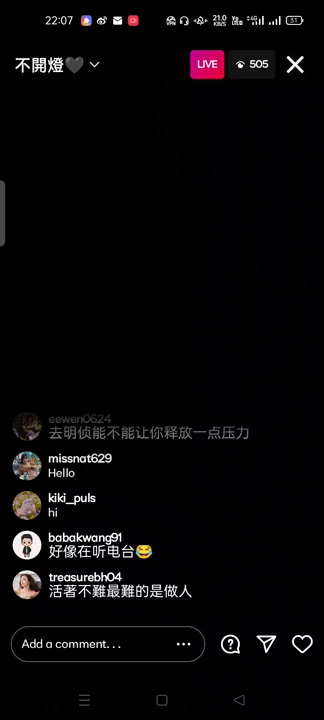 22:07
21.0
KB/S
4G
31
不開燈🖤
LIVE
505
eewen0624
去明侦能不能让你释放一点压力
missnat629
Hello
kiki_puls
hi
babakwang91
好像在听电台😂
treasurebh04
活著不難最難的是做人
Add a comment. . .